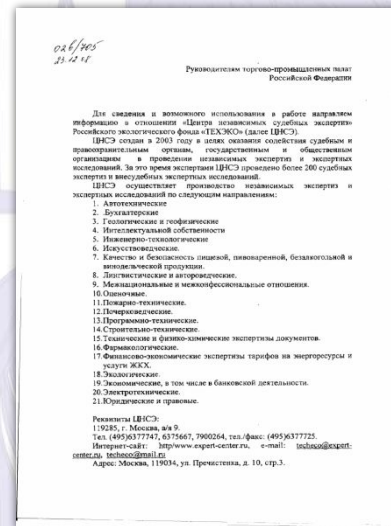 026/705
23.12.08
Руководителям торгово-промышленных палат
Российской Федерации
Для сведения и возможного использования в работе направляем
информацию в отношении «Центра независимых судебных экспертиз»
Российского экологического фонда «ТЕХЭКО» (далее ЦНСЭ).
ЦНСЭ создан в 2003 году в целях оказания содействия судебным и
правоохранительным органам, государственным и общественным
организациям в проведении независимых экспертиз и экспертных
исследований. За это время экспертами ЦНСЭ проведено более 200 судебных
экспертиз и внесудебных экспертных исследований.
ЦНСЭ осуществляет производство независимых экспертиз и
экспертных исследований по следующим направлениям:
1. Автотехнические
2. .Бухгалтерские
3. Геологические и геофизические
4. Интеллектуальной собственности
5. Инженерно-технологические
6. Искусствоведческие.
7. Качество и безопасность пищевой, пивоваренной, безалкогольной и
винодельческой продукции.
8. Лингвистические и автороведческие.
9. Межнациональные и межконфессиональные отношения.
10.Оценочные.
11.Пожарно-технические.
12.Почерковедческие.
13.Программно-технические.
14.Строительно-технические.
15.Технические и физико-химические экспертизы документов.
16.Фармакологические.
17.Финансово-экономические экспертизы тарифов на энергоресурсы и
услуги ЖКХ.
18.Экологические.
19.Экономические, в том числе в банковской деятельности.
20.Электротехнические.
21.Юридические и правовые.
Реквизиты ЦНСЭ:
119285, г. Москва, а/я 9.
Тел. (495)6377747, 6375667, 7900264, тел./факс: (495)6377725.
Интернет-сайт: http/www.expert-center.ru, e-mail: techeco@expert-
center.ru, techeco@mail.ru
Адрес: Москва, 119034, ул. Пречистенка, д. 10, стр.3.